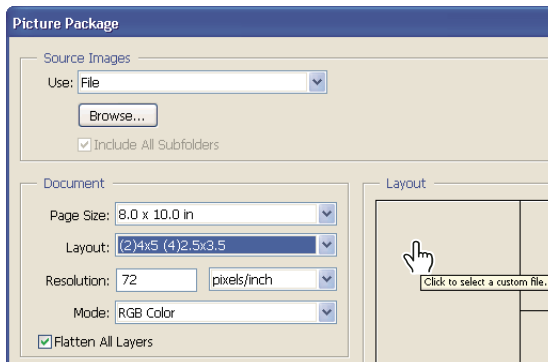 Picture Package
Source Images
Use: File
Browse...
Include All Subfolders
Document
Page Size: 8.0 x 10.0 in
Layout: (2)4x5 (4)2.5x3.5
Resolution: 72 pixels/inch
Mode: RGB Color
Flatten All Layers
Layout
Click to select a custom file.